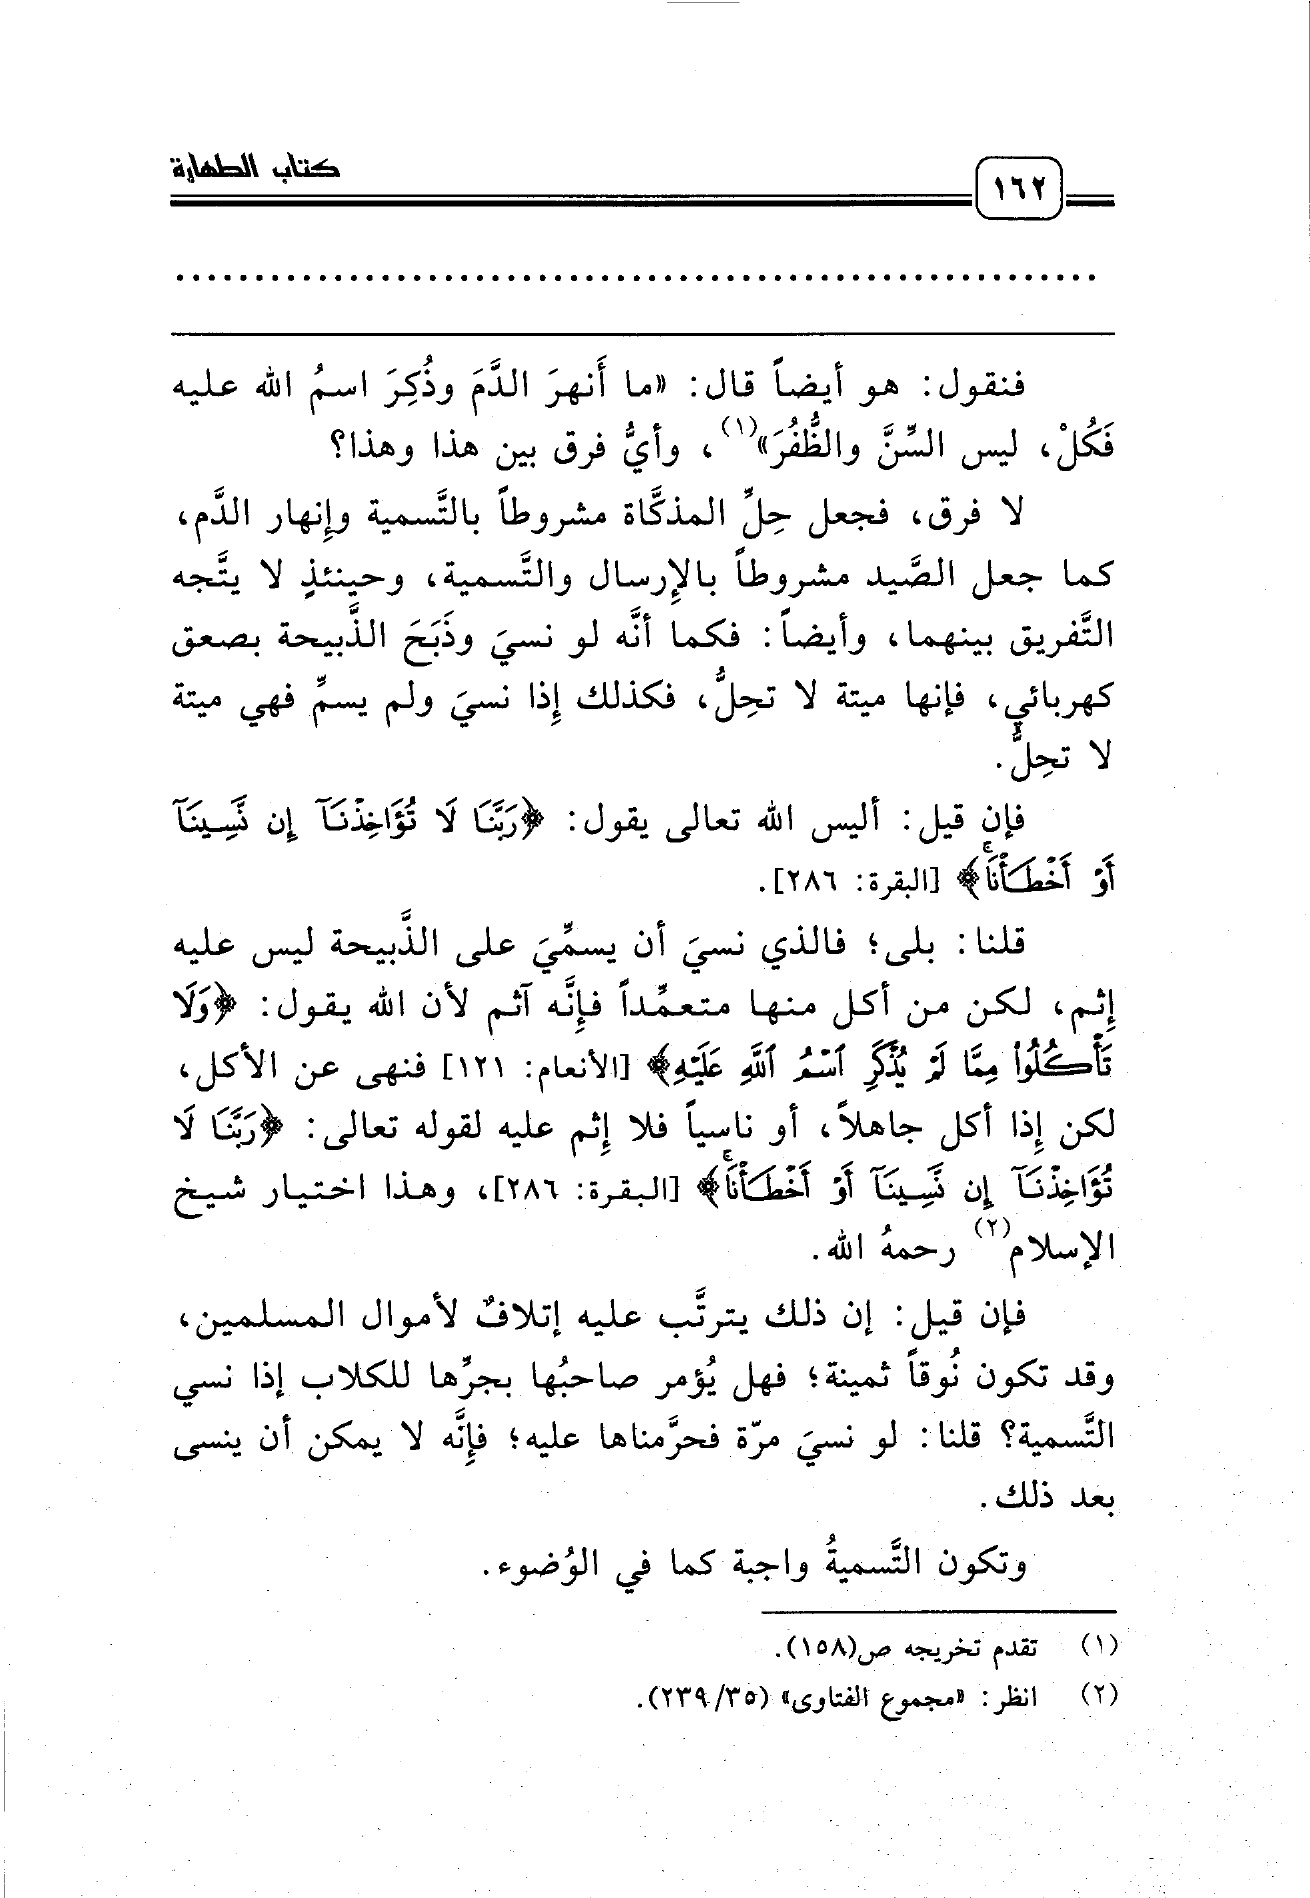 كتاب الطهارة
١٦٢
..........................................................
فنقول: هو أيضاً قال: «ما أَنهرَ الدَّمَ وذُكِرَ اسمُ الله عليه
فَكُلْ، ليس السِّنَّ والظُّفُرَ»(١)، وأيُّ فرق بين هذا وهذا؟
لا فرق، فجعل حِلِّ المذكَّاة مشروطاً بالتَّسمية وإنهار الدَّم،
كما جعل الصَّيد مشروطاً بالإرسال والتَّسمية، وحينئذٍ لا يتَّجه
التَّفريق بينهما، وأيضاً: فكما أنَّه لو نسيَ وذَبَحَ الذَّبيحة بصعق
كهربائي، فإنها ميتة لا تحِلُّ، فكذلك إذا نسيَ ولم يسمِّ فهي ميتة
لا تحِلُّ.
فإن قيل: أليس الله تعالى يقول: ﴿رَبَّنَا لَا تُؤَاخِذْنَآ إِن نَّسِينَآ
أَوْ أَخْطَأْنَاۚ﴾ [البقرة: ٢٨٦].
قلنا: بلى؛ فالذي نسيَ أن يسمِّيَ على الذَّبيحة ليس عليه
إثم، لكن من أكل منها متعمِّداً فإنَّه آثم لأن الله يقول: ﴿وَلَا
تَأْكُلُواْ مِمَّا لَمْ يُذْكَرِ ٱسْمُ ٱللَّهِ عَلَيْهِ﴾ [الأنعام: ١٢١] فنهى عن الأكل،
لكن إذا أكل جاهلاً، أو ناسياً فلا إثم عليه لقوله تعالى: ﴿رَبَّنَا لَا
تُؤَاخِذْنَآ إِن نَّسِينَآ أَوْ أَخْطَأْنَاۚ﴾ [البقرة: ٢٨٦]، وهذا اختيار شيخ
الإسلام(٢) رحمهُ الله.
فإن قيل: إن ذلك يترتَّب عليه إتلافٌ لأموال المسلمين،
وقد تكون نُوقاً ثمينة؛ فهل يُؤمر صاحبُها بجرِّها للكلاب إذا نسي
التَّسمية؟ قلنا: لو نسيَ مرّة فحرَّمناها عليه؛ فإنَّه لا يمكن أن ينسى
بعد ذلك.
وتكون التَّسميةُ واجبة كما في الوُضوء.
(١) تقدم تخريجه ص(١٥٨).
(٢) انظر: «مجموع الفتاوى» (٢٣٩/٣٥).